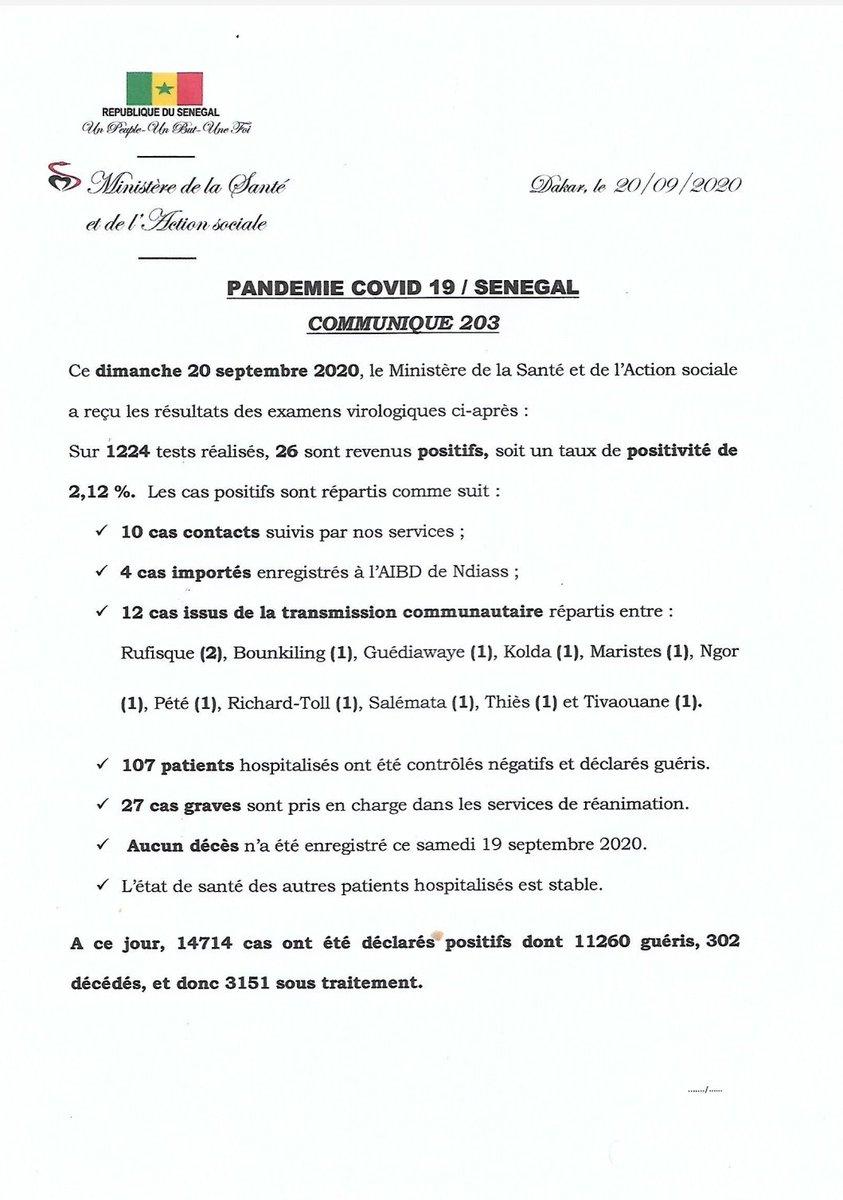 REPUBLIQUE DU SENEGAL
Un Peuple-Un But-Une Foi
Ministère de la Santé
et de l'Action sociale
Dakar, le 20/09/2020
PANDEMIE COVID 19 / SENEGAL
COMMUNIQUE 203
Ce dimanche 20 septembre 2020, le Ministère de la Santé et de l'Action sociale
a reçu les résultats des examens virologiques ci-après :
Sur 1224 tests réalisés, 26 sont revenus positifs, soit un taux de positivité de
2,12 %. Les cas positifs sont répartis comme suit :
✓ 10 cas contacts suivis par nos services ;
✓ 4 cas importés enregistrés à l'AIBD de Ndiass ;
✓ 12 cas issus de la transmission communautaire répartis entre :
Rufisque (2), Bounkiling (1), Guédiawaye (1), Kolda (1), Maristes (1), Ngor
(1), Pété (1), Richard-Toll (1), Salémata (1), Thiès (1) et Tivaouane (1).
✓ 107 patients hospitalisés ont été contrôlés négatifs et déclarés guéris.
✓ 27 cas graves sont pris en charge dans les services de réanimation.
✓ Aucun décès n'a été enregistré ce samedi 19 septembre 2020.
✓ L'état de santé des autres patients hospitalisés est stable.
A ce jour, 14714 cas ont été déclarés positifs dont 11260 guéris, 302
décédés, et donc 3151 sous traitement.
......./......